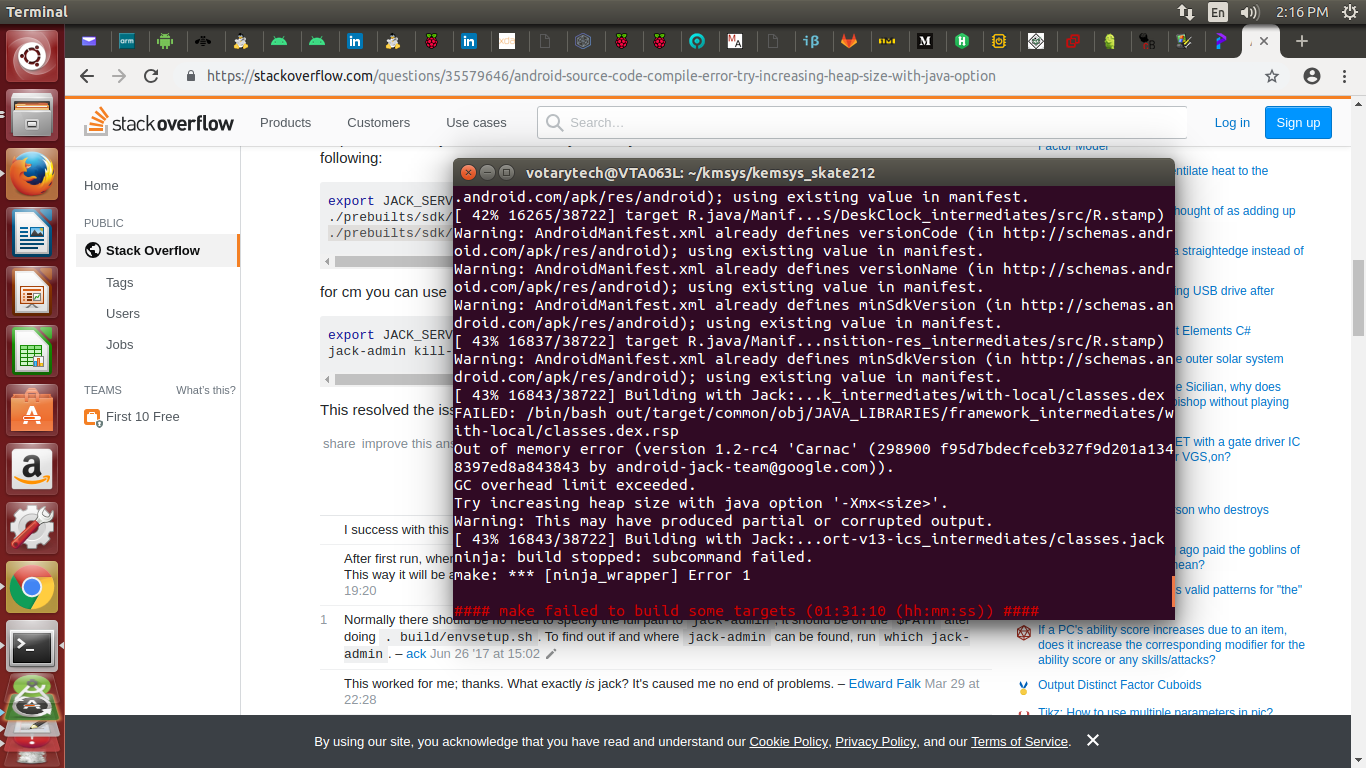 Terminal
En
2:16 PM
https://stackoverflow.com/questions/35579646/android-source-code-compile-error-try-increasing-heap-size-with-java-option
stackoverflow
Products
Customers
Use cases
Search…
Log in
Sign up
Home
PUBLIC
Stack Overflow
Tags
Users
Jobs
TEAMS
What's this?
First 10 Free
following:
export JACK_SERV
./prebuilts/sdk/
./prebuilts/sdk/
for cm you can use
export JACK_SERV
jack-admin kill-
This resolved the iss
share improve this ans
I success with this
After first run, when
This way it will be a
19:20
1
Normally there should be no need to specify the full path to jack-admin , it should be on the $PATH after
doing . build/envsetup.sh . To find out if and where jack-admin can be found, run which jack-
admin . – ack Jun 26 '17 at 15:02
This worked for me; thanks. What exactly is jack? It's caused me no end of problems. – Edward Falk Mar 29 at
22:28
votarytech@VTA063L: ~/kmsys/kemsys_skate212
.android.com/apk/res/android); using existing value in manifest.
[ 42% 16265/38722] target R.java/Manif...S/DeskClock_intermediates/src/R.stamp)
Warning: AndroidManifest.xml already defines versionCode (in http://schemas.andr
oid.com/apk/res/android); using existing value in manifest.
Warning: AndroidManifest.xml already defines versionName (in http://schemas.andr
oid.com/apk/res/android); using existing value in manifest.
Warning: AndroidManifest.xml already defines minSdkVersion (in http://schemas.an
droid.com/apk/res/android); using existing value in manifest.
[ 43% 16837/38722] target R.java/Manif...nsition-res_intermediates/src/R.stamp)
Warning: AndroidManifest.xml already defines minSdkVersion (in http://schemas.an
droid.com/apk/res/android); using existing value in manifest.
[ 43% 16843/38722] Building with Jack:...k_intermediates/with-local/classes.dex
FAILED: /bin/bash out/target/common/obj/JAVA_LIBRARIES/framework_intermediates/w
ith-local/classes.dex.rsp
Out of memory error (version 1.2-rc4 'Carnac' (298900 f95d7bdecfceb327f9d201a134
8397ed8a843843 by android-jack-team@google.com)).
GC overhead limit exceeded.
Try increasing heap size with java option '-Xmx<size>'.
Warning: This may have produced partial or corrupted output.
[ 43% 16843/38722] Building with Jack:...ort-v13-ics_intermediates/classes.jack
ninja: build stopped: subcommand failed.
make: *** [ninja_wrapper] Error 1
#### make failed to build some targets (01:31:10 (hh:mm:ss)) ####
Factor Model
entilate heat to the
hought of as adding up
a straightedge instead of
ng USB drive after
t Elements C#
e outer solar system
e Sicilian, why does
bishop without playing
ET with a gate driver IC
r VGS,on?
son who destroys
ago paid the goblins of
nean?
s valid patterns for "the"
If a PC's ability score increases due to an item,
does it increase the corresponding modifier for the
ability score or any skills/attacks?
Output Distinct Factor Cuboids
Tikz: How to use multiple parameters in pic?
By using our site, you acknowledge that you have read and understand our Cookie Policy, Privacy Policy, and our Terms of Service.